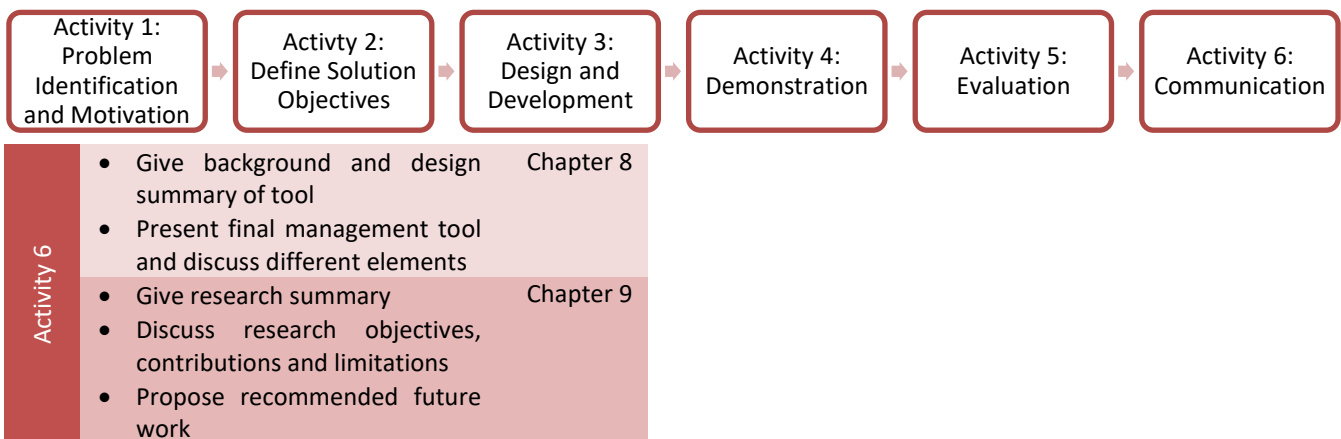 Activity 1:
Problem
Identification
and Motivation
Activty 2:
Define Solution
Objectives
Activity 3:
Design and
Development
Activity 4:
Demonstration
Activity 5:
Evaluation
Activity 6:
Communication
Activity 6
• Give background and design
summary of tool
• Present final management tool
and discuss different elements
Chapter 8
• Give research summary
• Discuss research objectives,
contributions and limitations
• Propose recommended future
work
Chapter 9